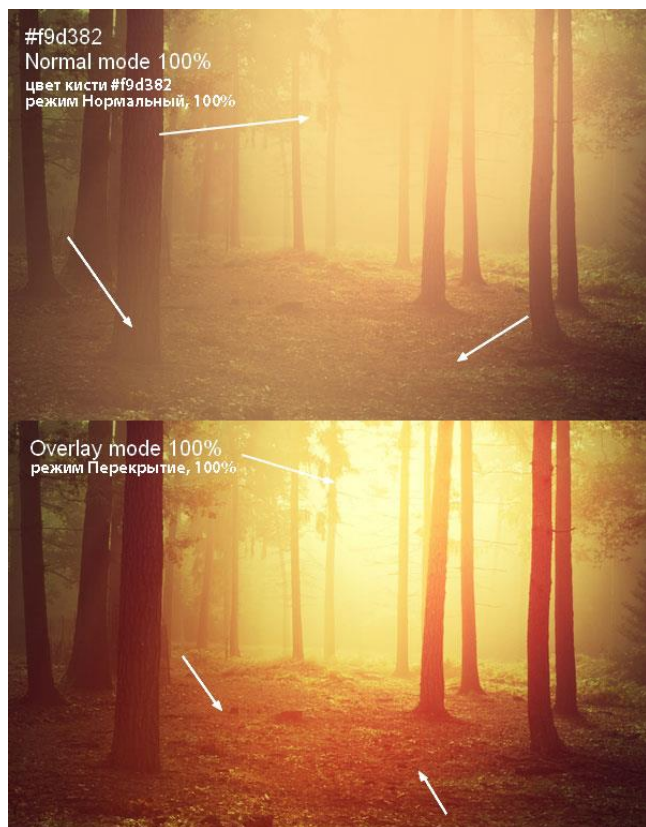 #f9d382
Normal mode 100%
цвет кисти #f9d382
режим Нормальный, 100%
Overlay mode 100%
режим Перекрытие, 100%